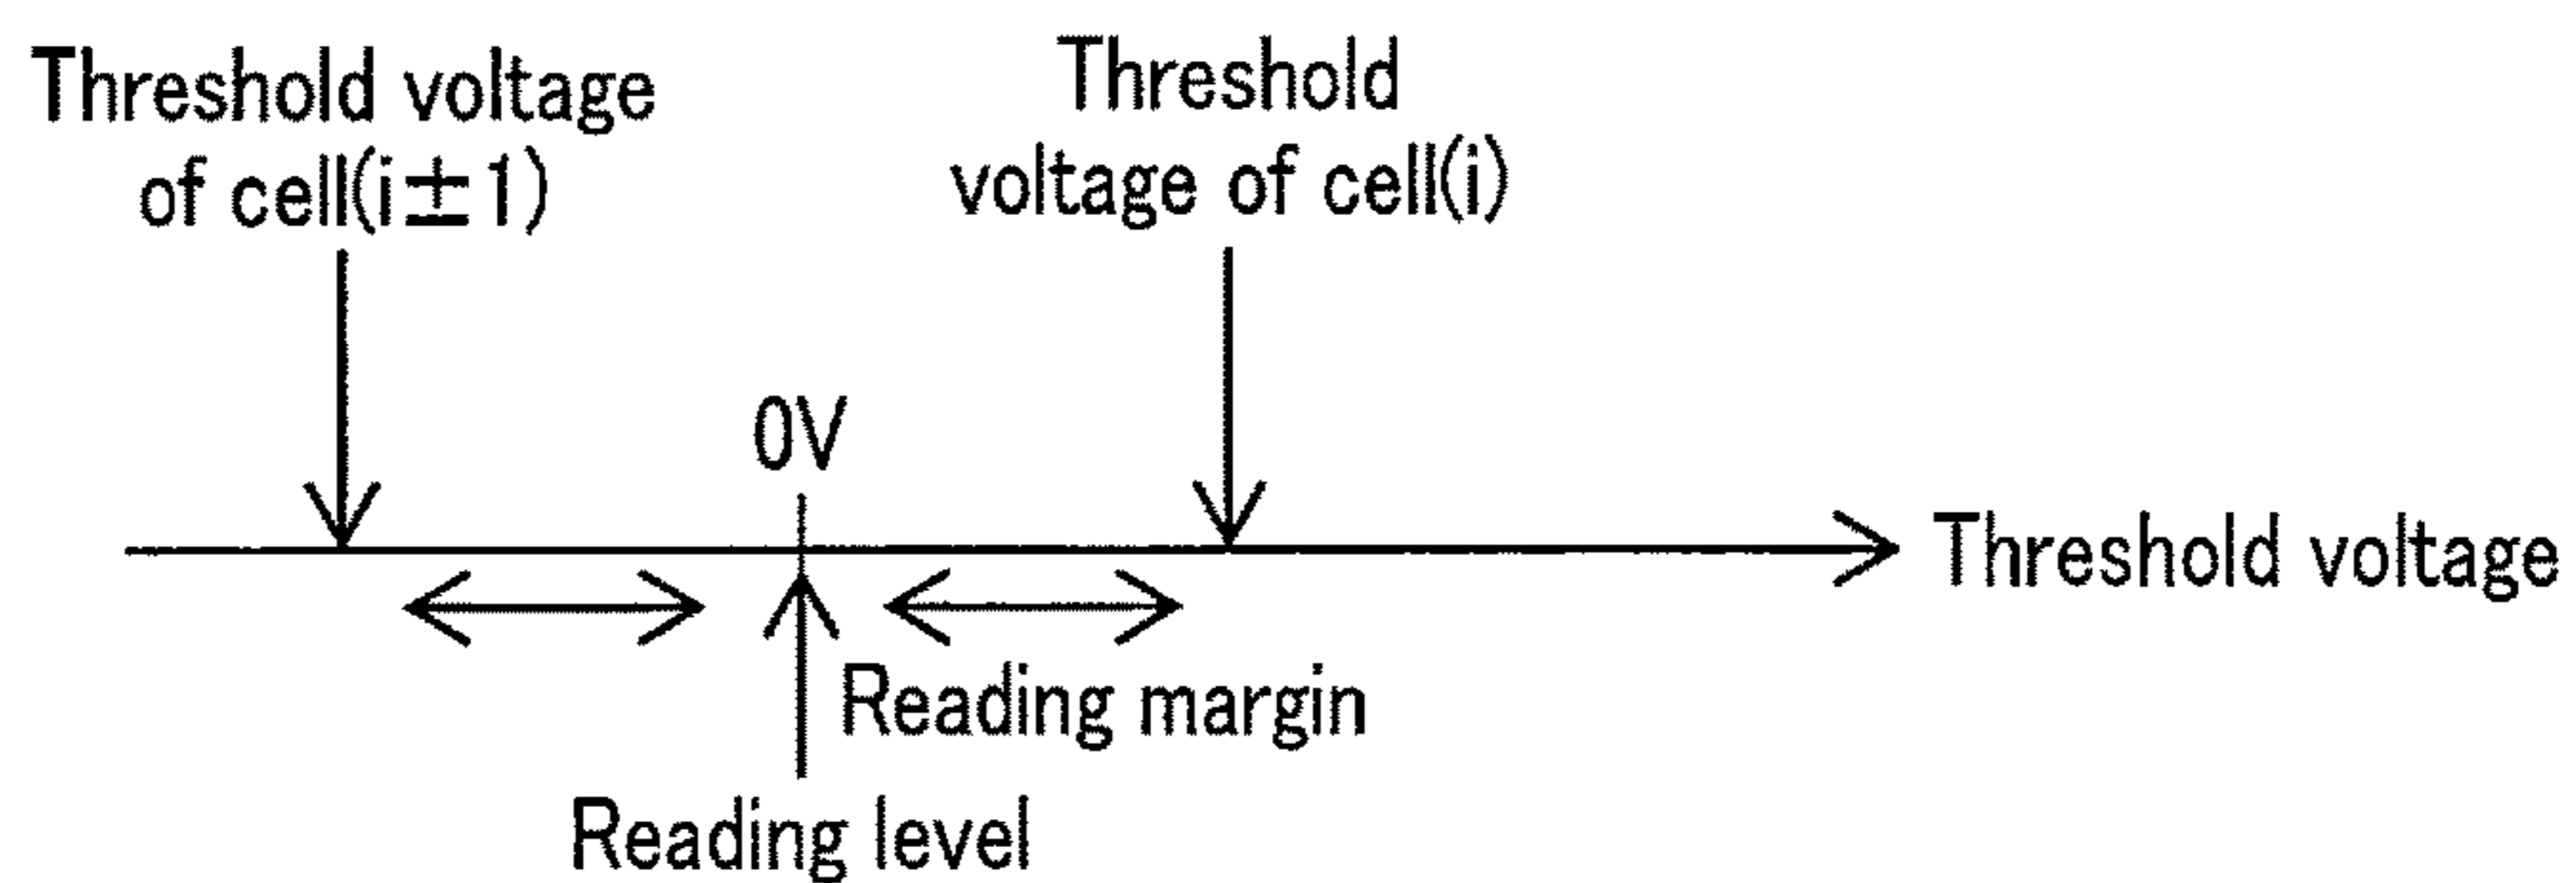 Threshold voltage
of cell(i±1)
Threshold
voltage of cell(i)
0V
Threshold voltage
Reading margin
Reading level